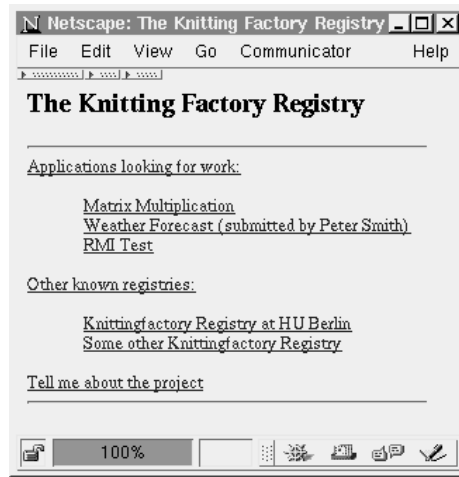 Netscape: The Knitting Factory Registry
File Edit View Go Communicator Help
The Knitting Factory Registry
Applications looking for work:
Matrix Multiplication
Weather Forecast (submitted by Peter Smith)
RMI Test
Other known registries:
Knittingfactory Registry at HU Berlin
Some other Knittingfactory Registry
Tell me about the project
100%